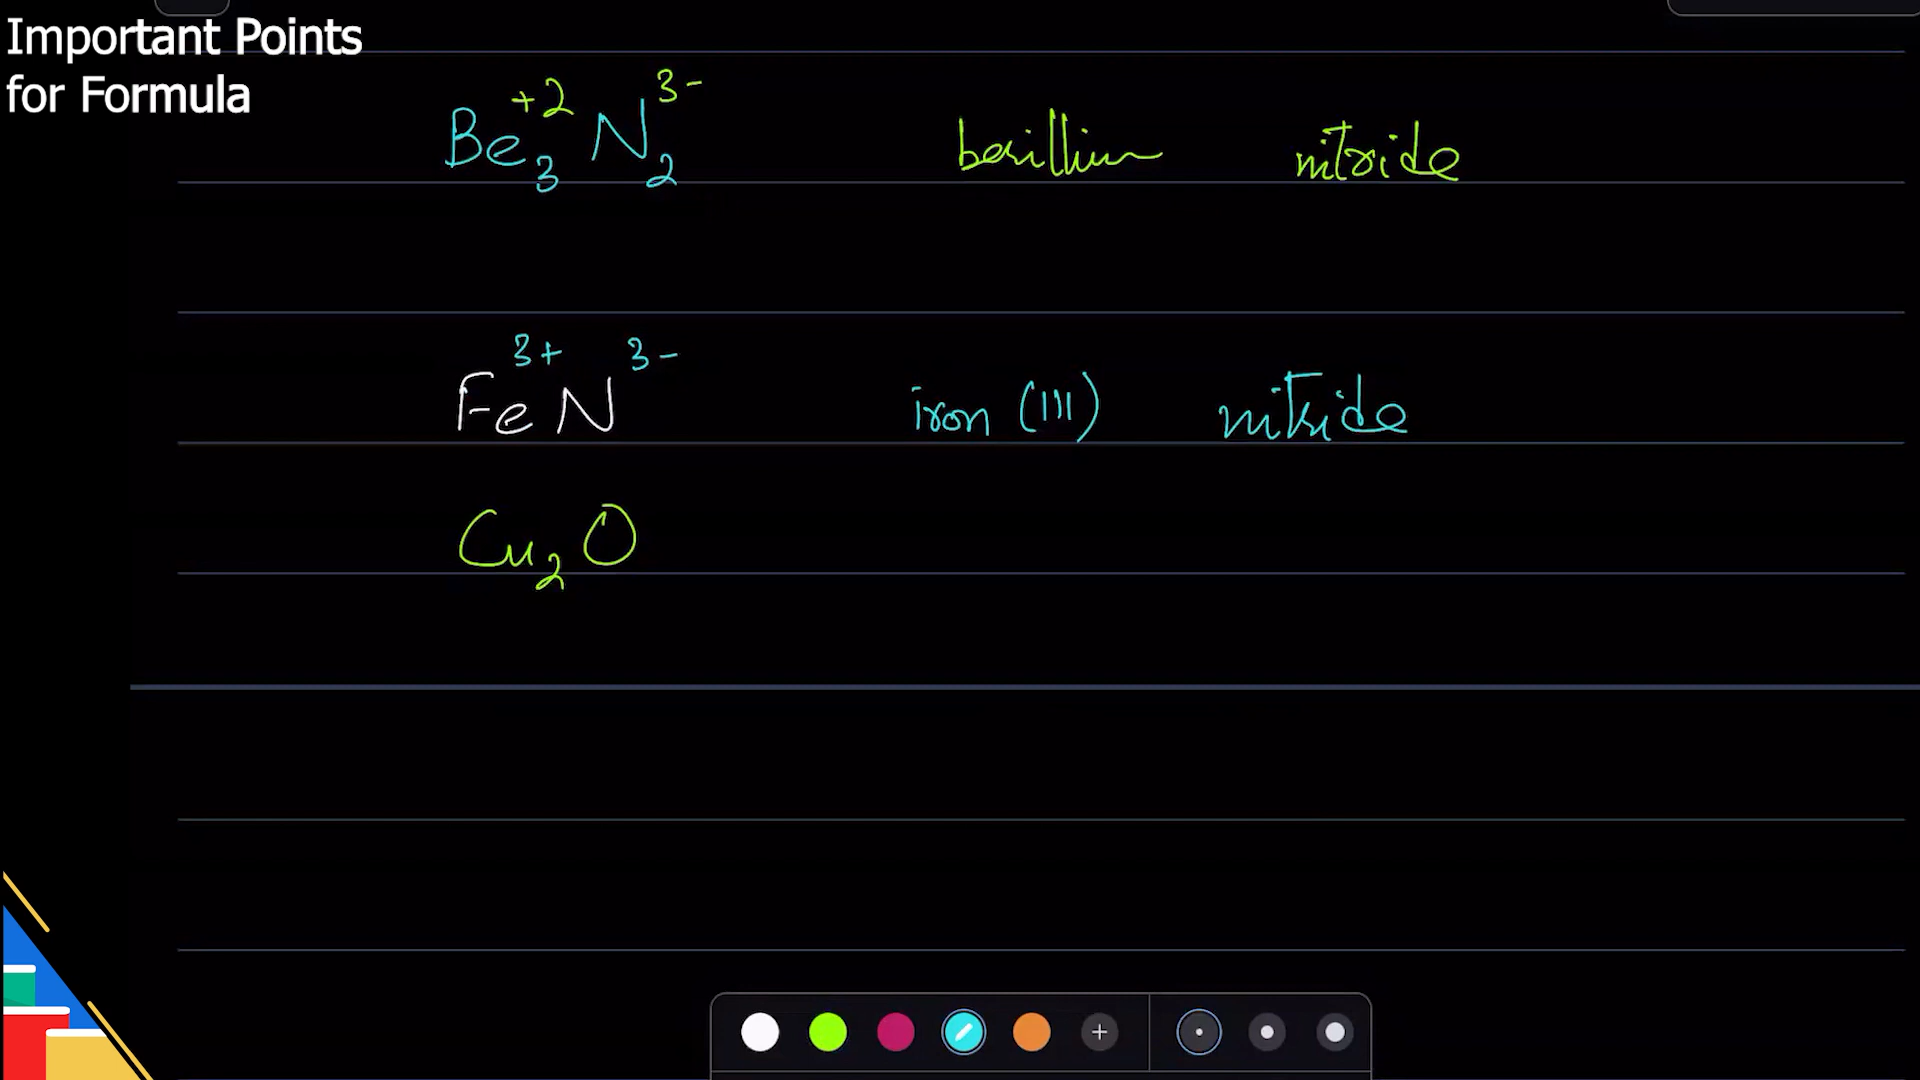 Important Points
for Formula
Be₃⁺² N₂³⁻ berillium nitride
Fe³⁺ N³⁻ iron (III) nitride
Cu₂O